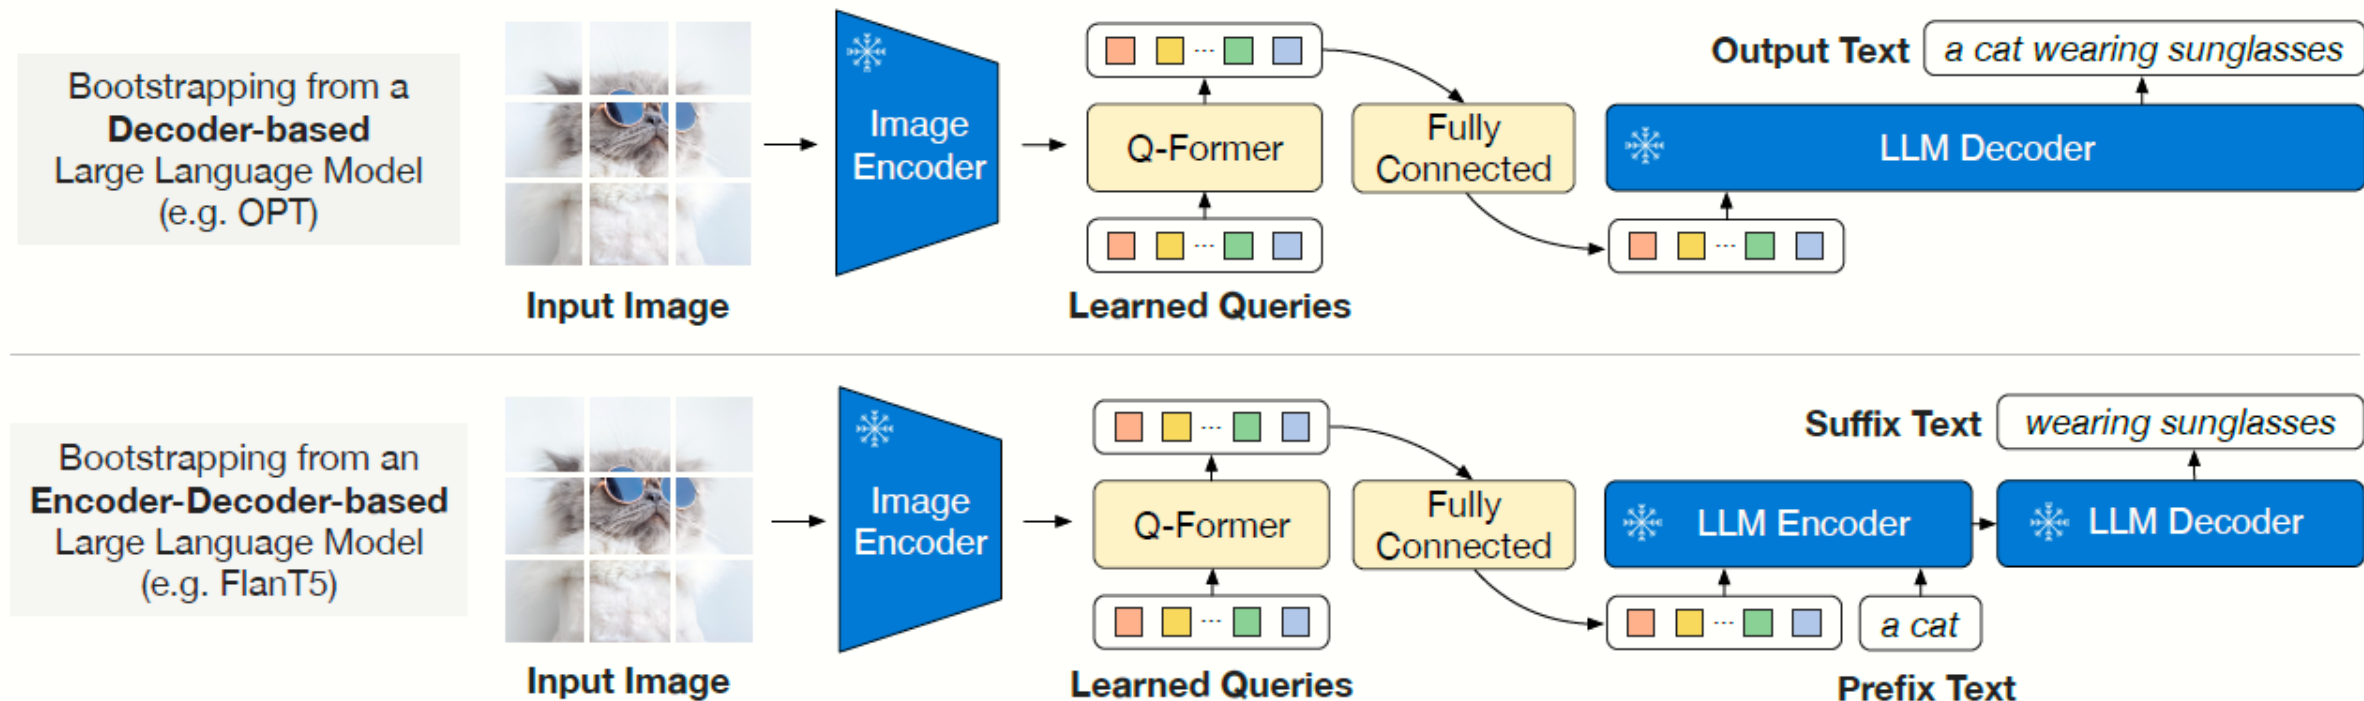 Bootstrapping from a
Decoder-based
Large Language Model
(e.g. OPT)
Input Image
Image
Encoder
Q-Former
Learned Queries
Fully
Connected
Output Text
a cat wearing sunglasses
LLM Decoder
Bootstrapping from an
Encoder-Decoder-based
Large Language Model
(e.g. FlanT5)
Input Image
Image
Encoder
Q-Former
Learned Queries
Fully
Connected
Suffix Text
wearing sunglasses
LLM Encoder
LLM Decoder
a cat
Prefix Text